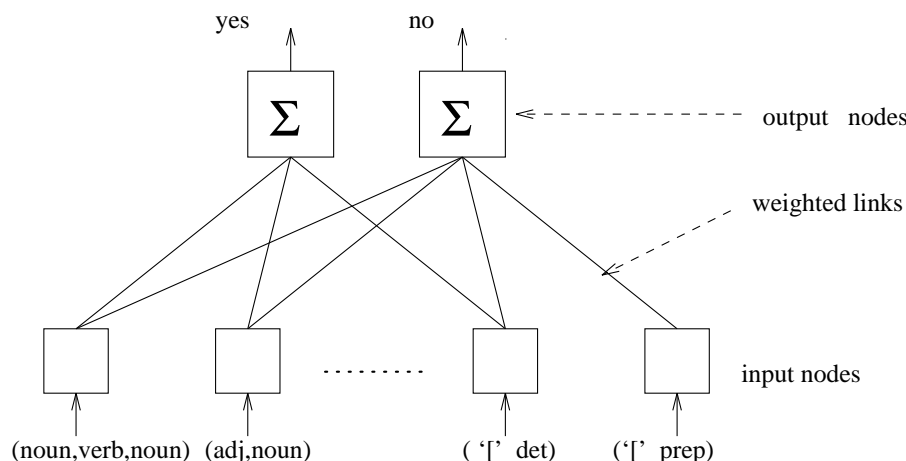 yes no
Σ Σ
output nodes
weighted links
input nodes
(noun,verb,noun) (adj,noun) ( ‘[’ det) (‘[’ prep)